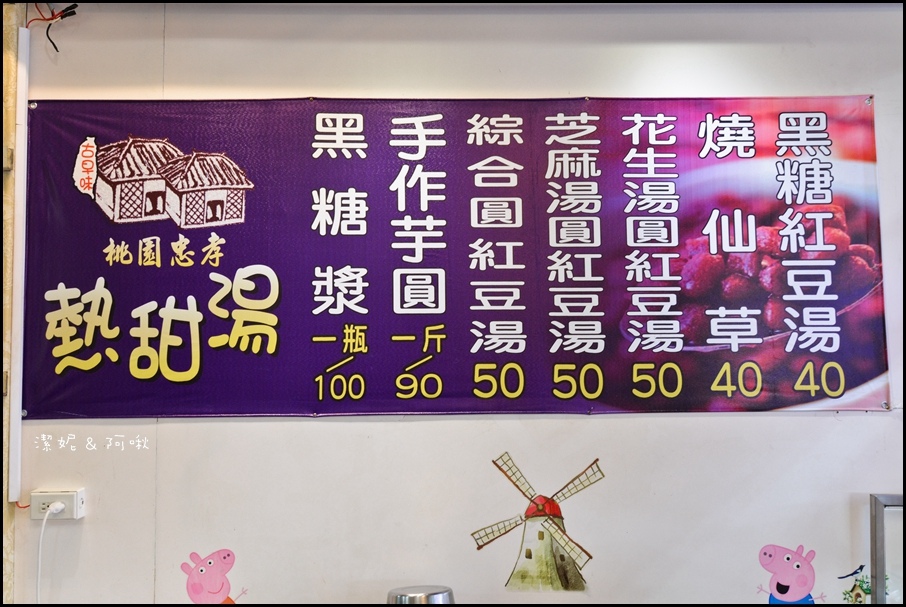 黑糖紅豆湯 40
燒仙草 40
花生湯圓紅豆湯 50
芝麻湯圓紅豆湯 50
綜合圓紅豆湯 50
手作芋圓 一斤/90
黑糖漿 一瓶/100
古早味
桃園忠孝
熱甜湯
潔妮&阿啾